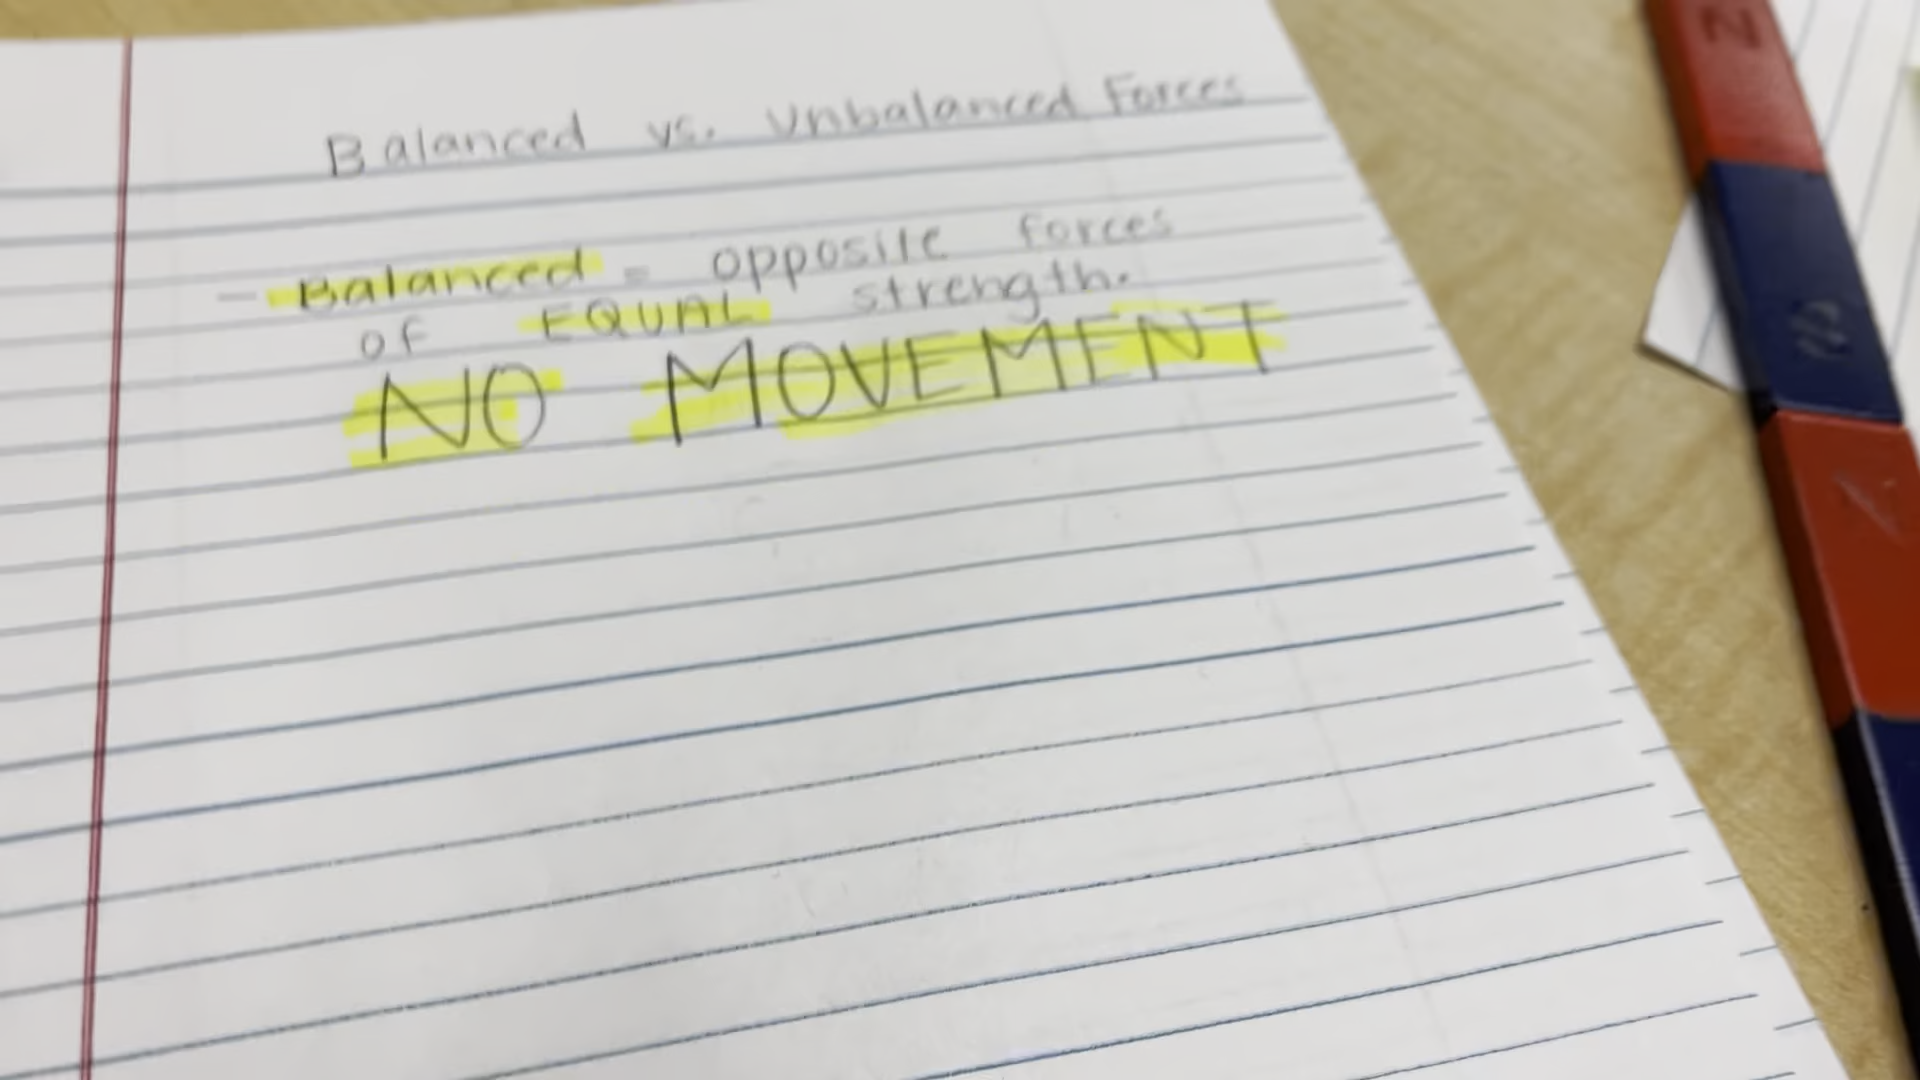 Balanced vs. Unbalanced Forces
- Balanced = opposite forces
of EQUAL strength.
NO MOVEMENT
N
S